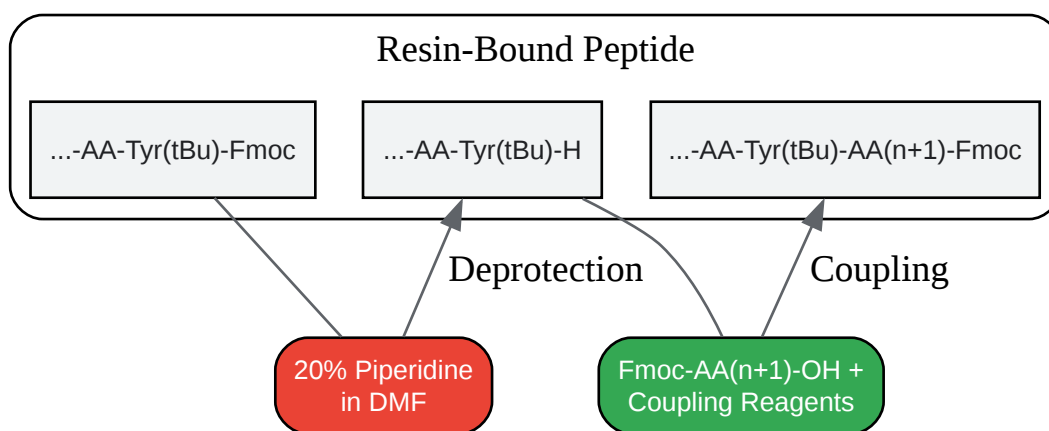 Resin-Bound Peptide
...-AA-Tyr(tBu)-Fmoc
...-AA-Tyr(tBu)-H
...-AA-Tyr(tBu)-AA(n+1)-Fmoc
Deprotection
Coupling
20% Piperidine
in DMF
Fmoc-AA(n+1)-OH +
Coupling Reagents